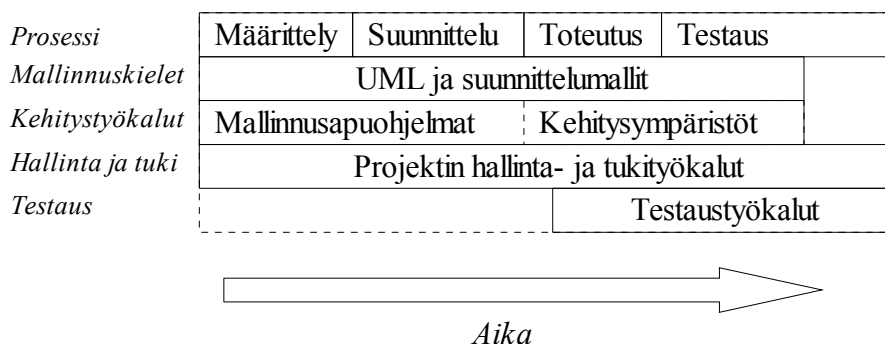 Prosessi Määrittely Suunnittelu Toteutus Testaus
Mallinnuskielet UML ja suunnittelumallit
Kehitystyökalut Mallinnusapuohjelmat Kehitysympäristöt
Hallinta ja tuki Projektin hallinta- ja tukityökalut
Testaus Testaustyökalut
Aika